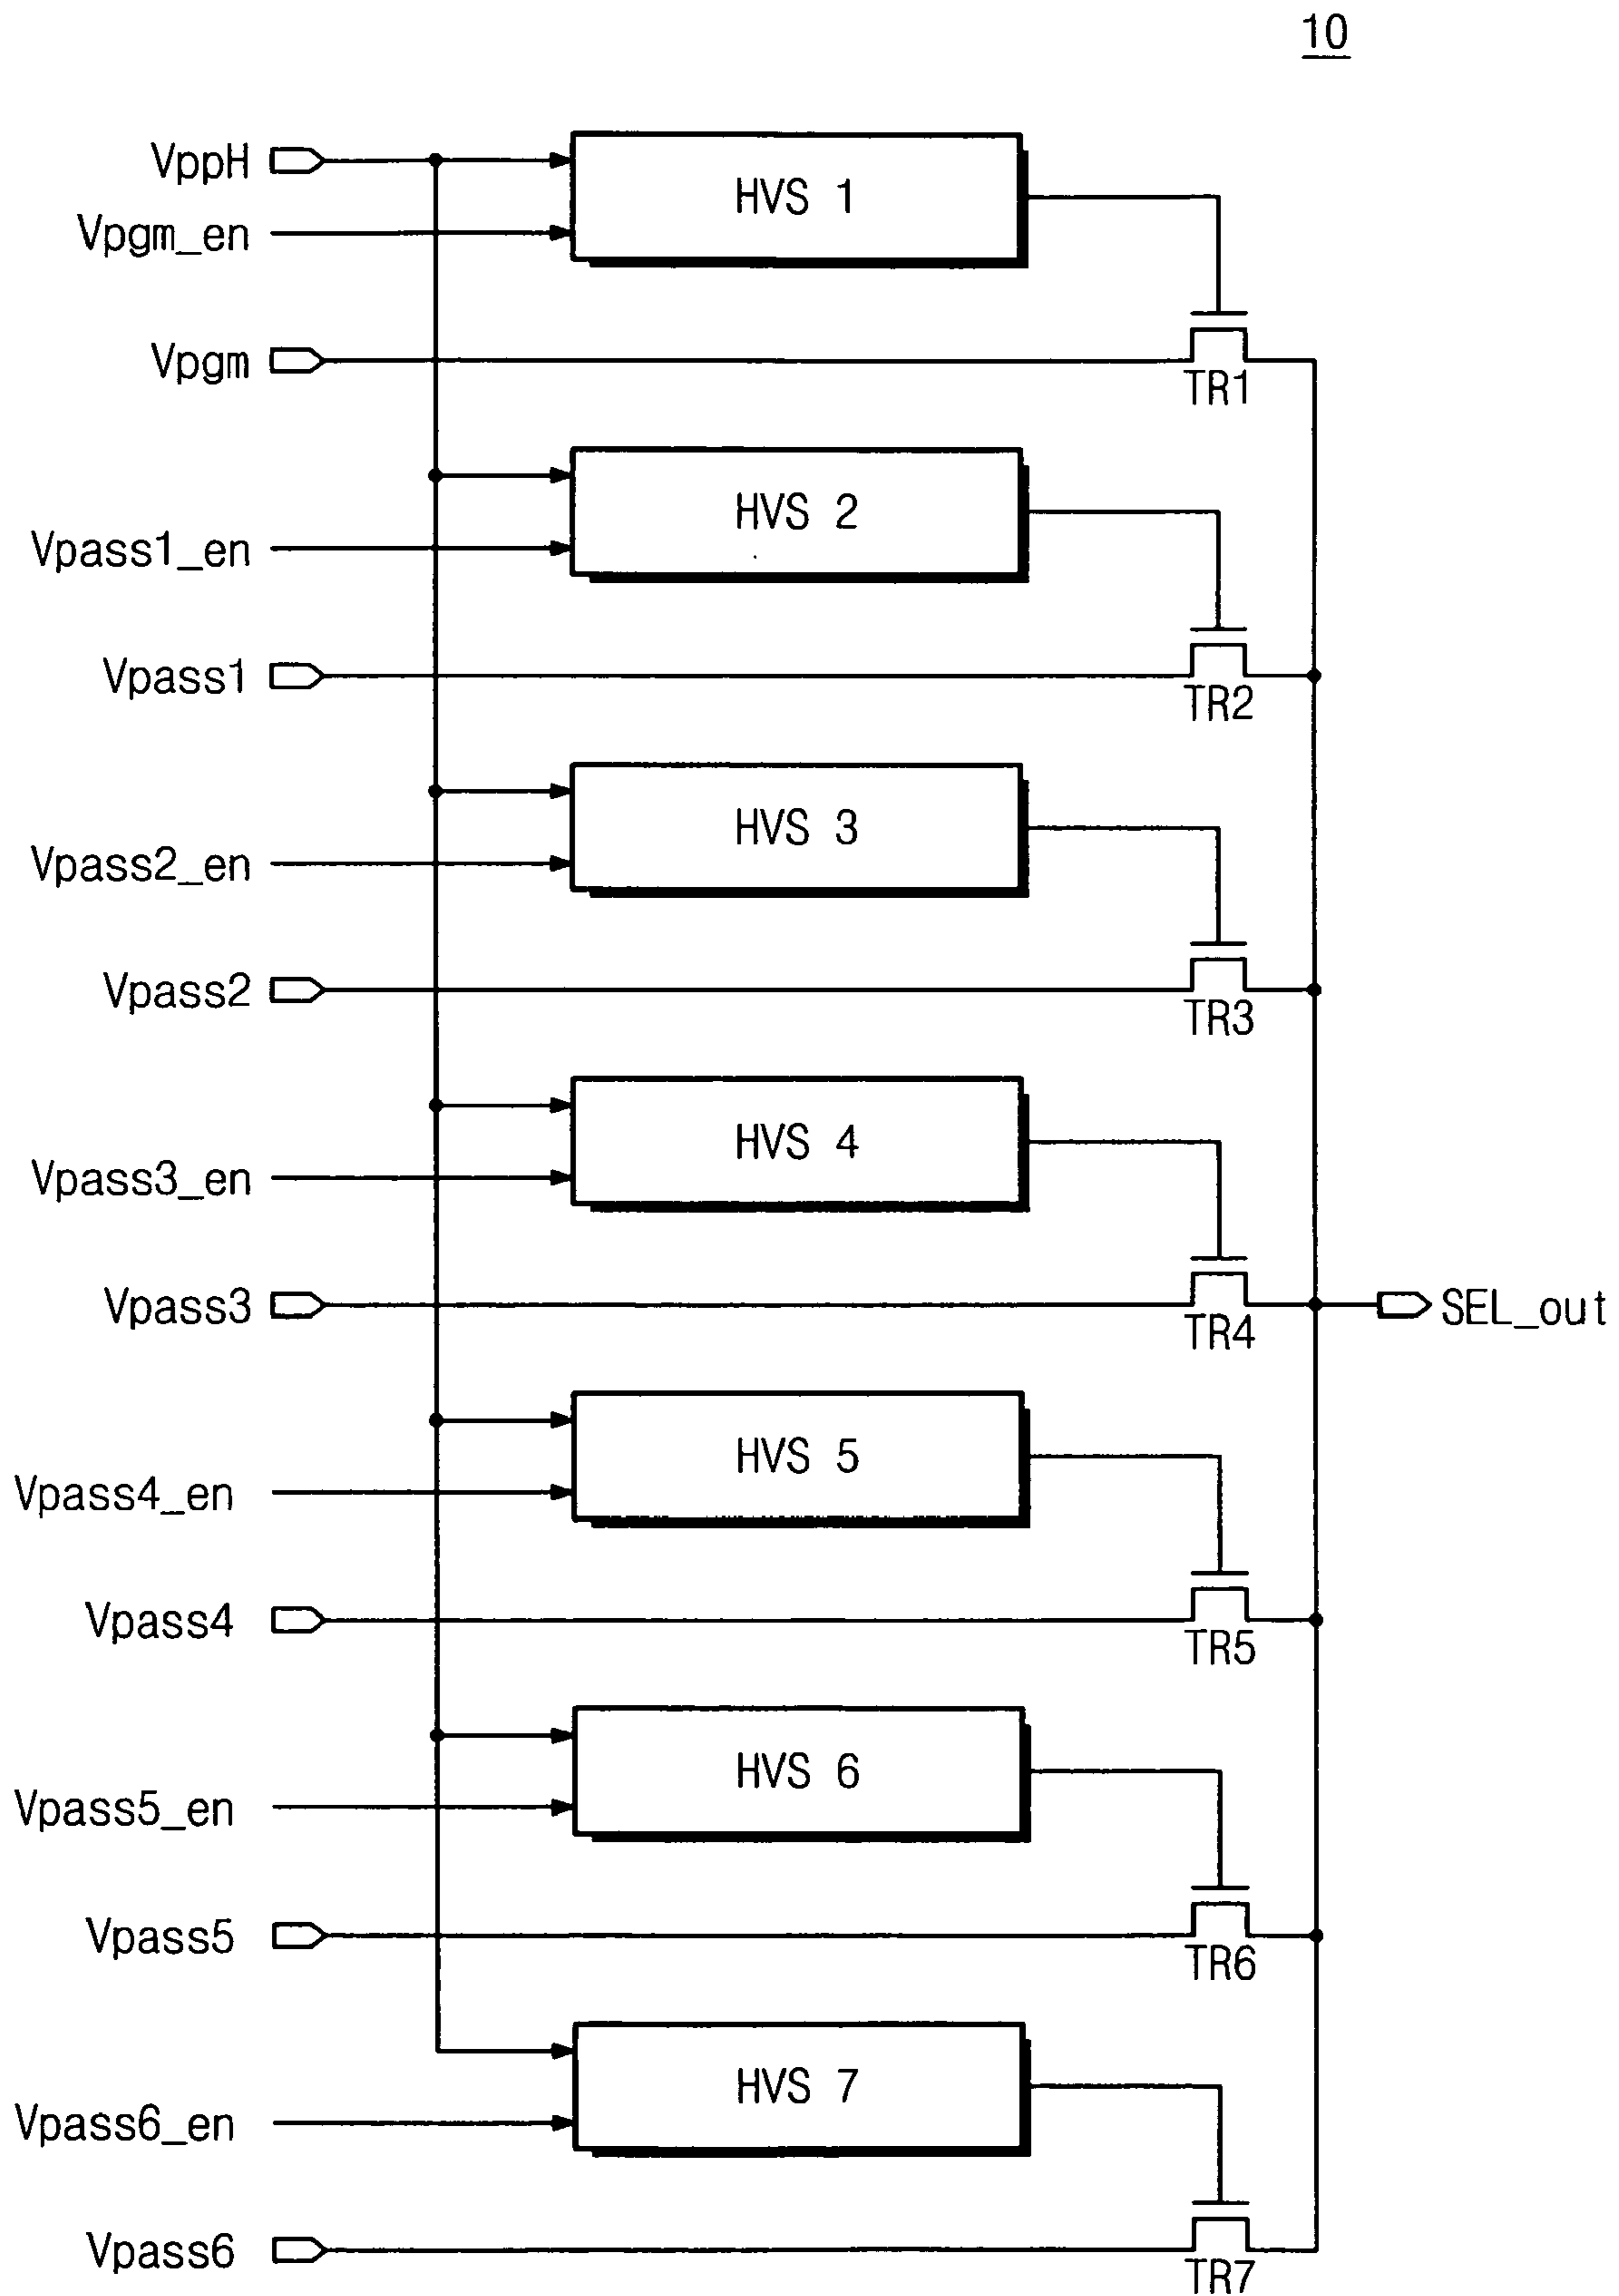 10
VppH
HVS 1
Vpgm_en
Vpgm
TR1
HVS 2
Vpass1_en
Vpass1
TR2
HVS 3
Vpass2_en
Vpass2
TR3
HVS 4
Vpass3_en
Vpass3
SEL_out
TR4
HVS 5
Vpass4_en
Vpass4
TR5
HVS 6
Vpass5_en
Vpass5
TR6
HVS 7
Vpass6_en
Vpass6
TR7